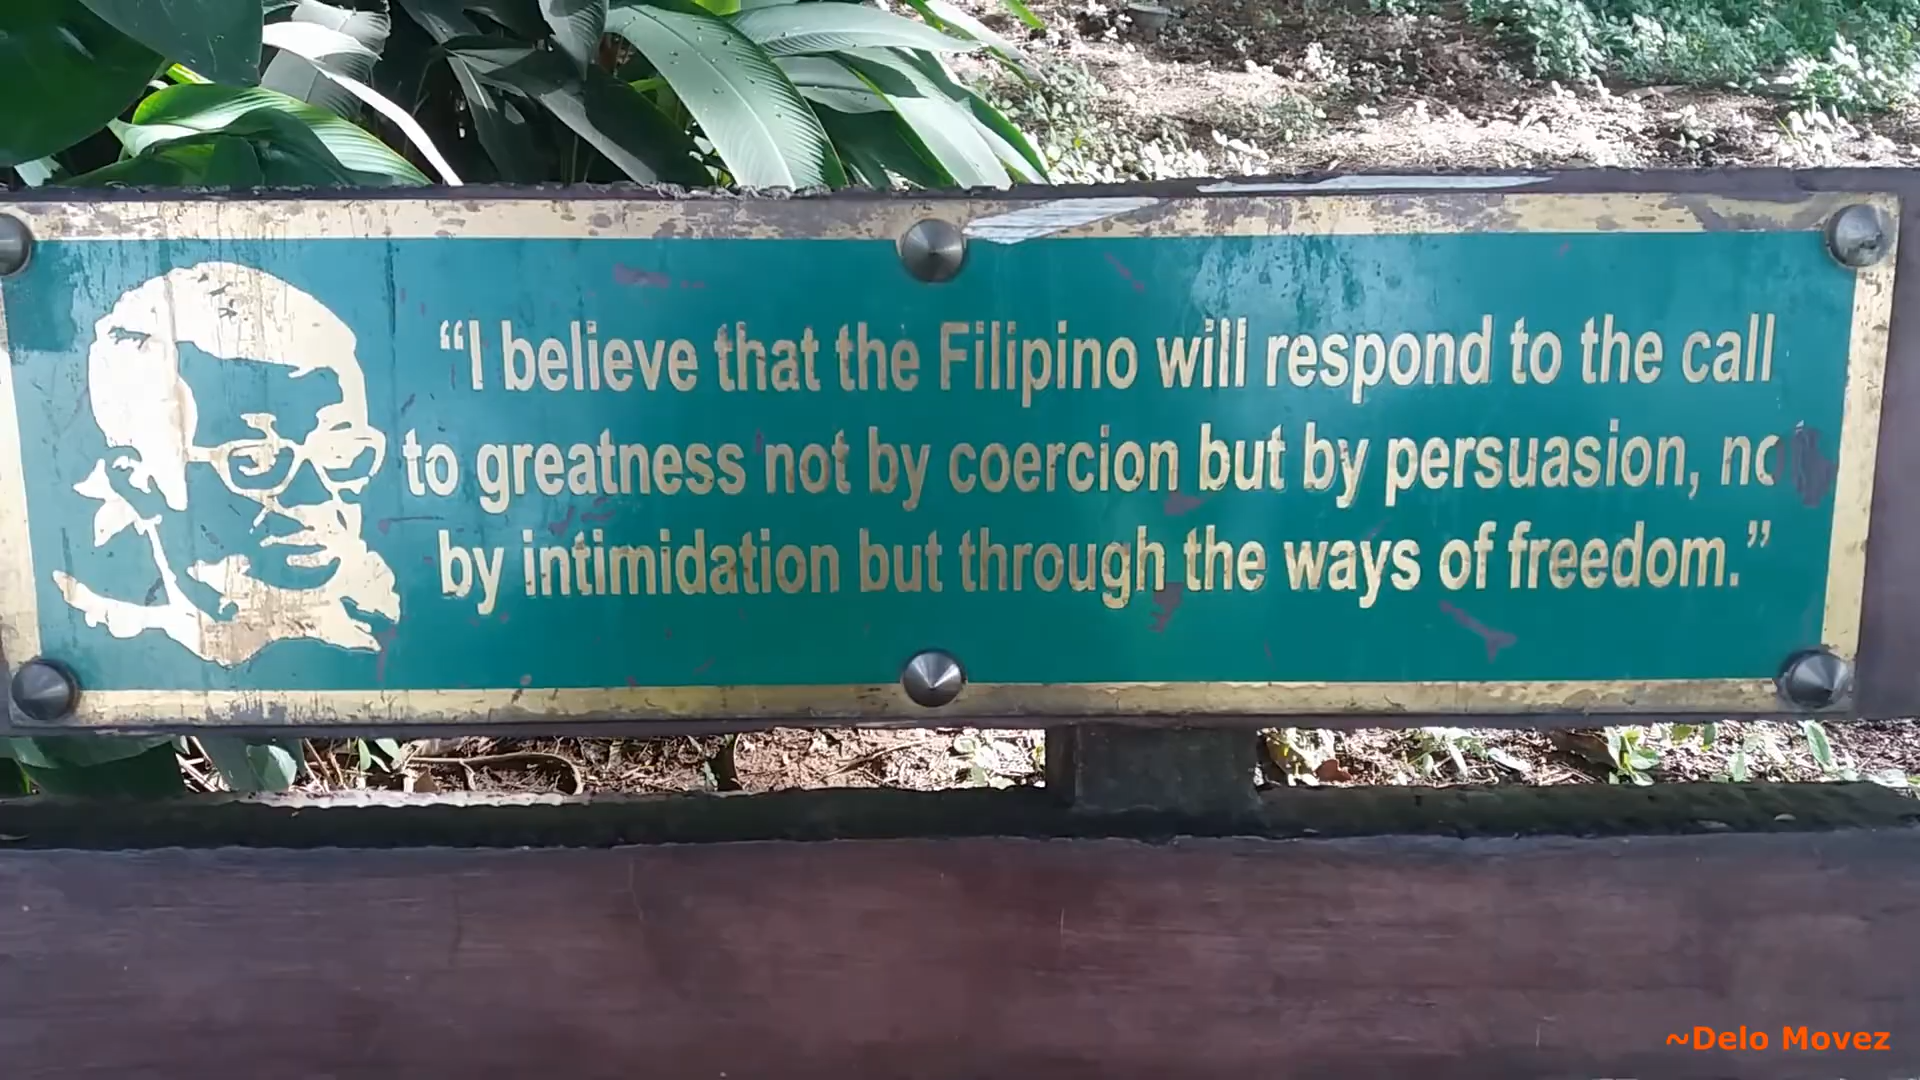 “I believe that the Filipino will respond to the call
to greatness not by coercion but by persuasion,
by intimidation but through the ways of freedom.”
~Delo Movez